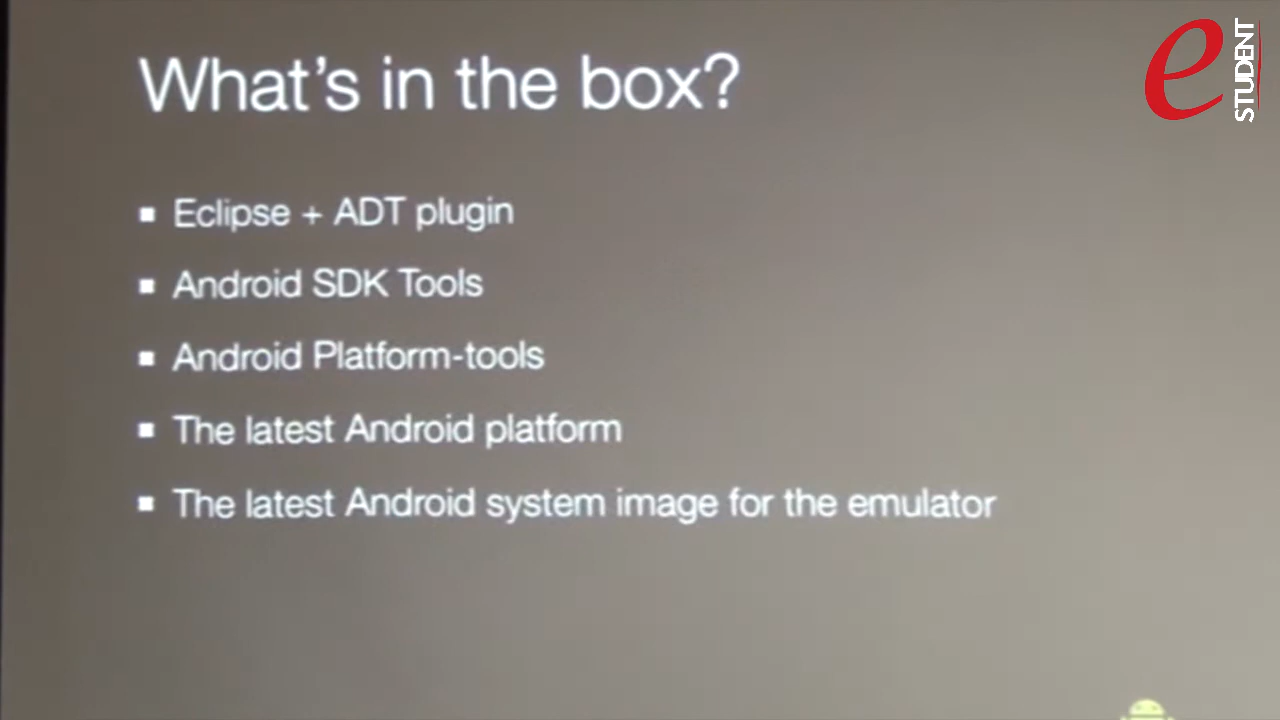 What's in the box?
e STUDENT
▪ Eclipse + ADT plugin
▪ Android SDK Tools
▪ Android Platform-tools
▪ The latest Android platform
▪ The latest Android system image for the emulator